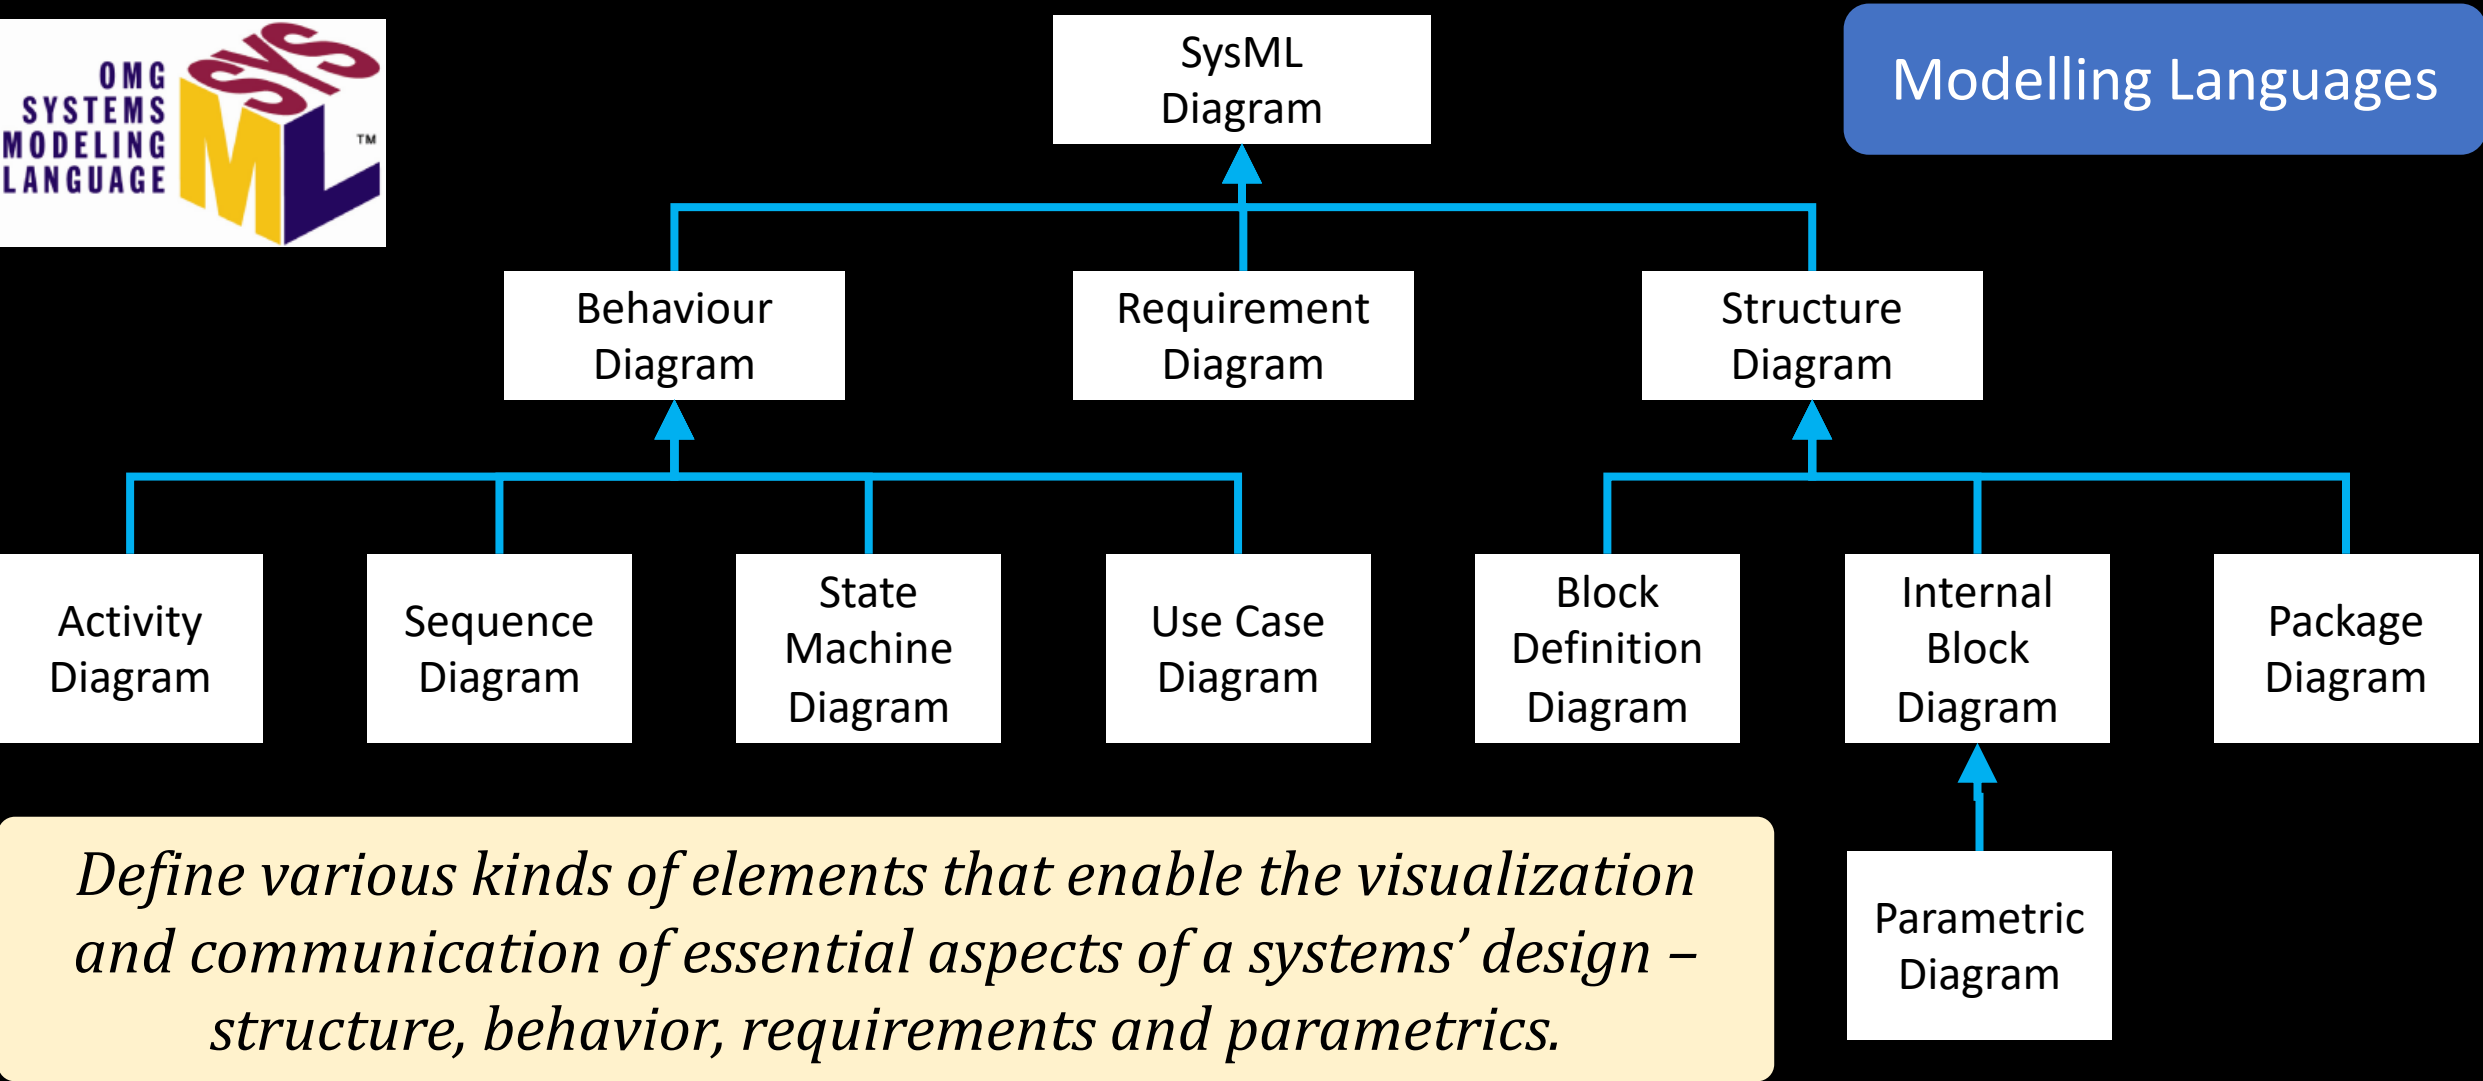 OMG
SYSTEMS
MODELING
LANGUAGE
SYS
ML
TM
SysML
Diagram
Modelling Languages
Behaviour
Diagram
Requirement
Diagram
Structure
Diagram
Activity
Diagram
Sequence
Diagram
State
Machine
Diagram
Use Case
Diagram
Block
Definition
Diagram
Internal
Block
Diagram
Package
Diagram
Parametric
Diagram
Define various kinds of elements that enable the visualization
and communication of essential aspects of a systems’ design –
structure, behavior, requirements and parametrics.